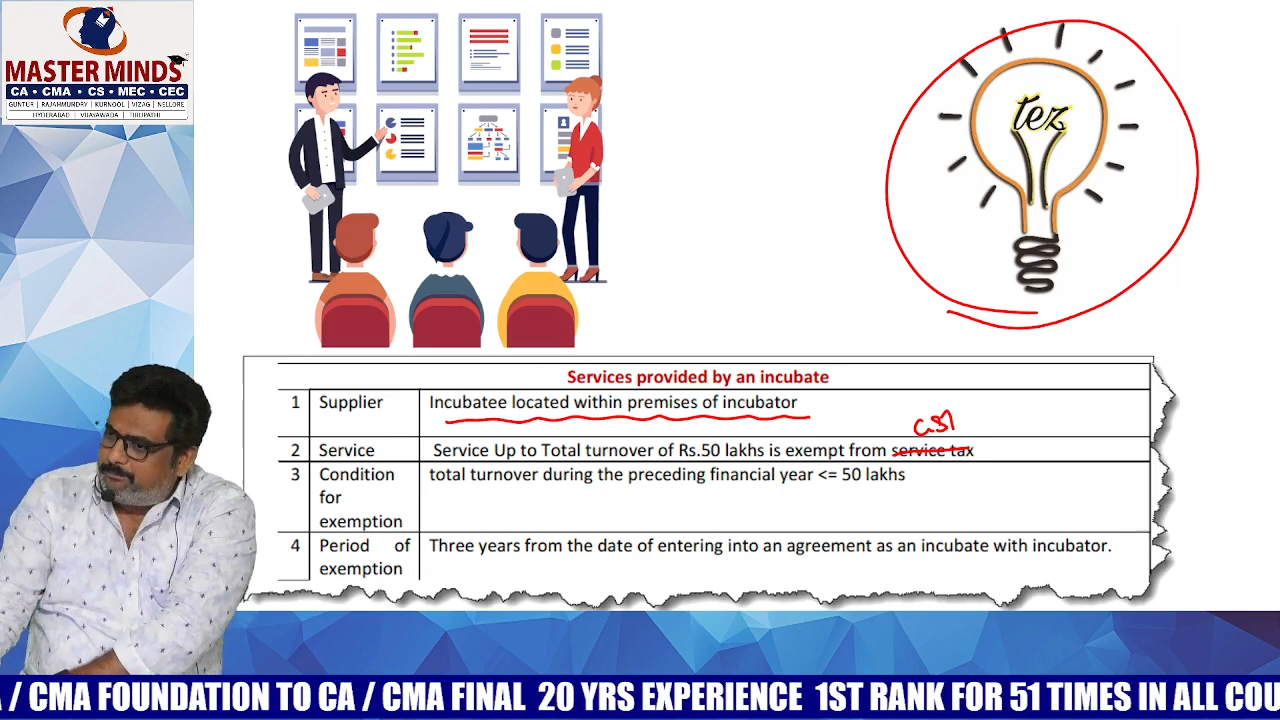 MASTER MINDS
CA • CMA • CS • MEC • CEC
GUNTUR | RAJAHMUNDRY | KURNOOL | VIZAG | NELLORE
HYDERABAD | VIJAYAWADA | TIRUPATHI
tez
Services provided by an incubate
1 Supplier Incubatee located within premises of incubator
GST
2 Service Service Up to Total turnover of Rs.50 lakhs is exempt from service tax
3 Condition for exemption total turnover during the preceding financial year <= 50 lakhs
4 Period of exemption Three years from the date of entering into an agreement as an incubate with incubator.
/ CMA FOUNDATION TO CA / CMA FINAL 20 YRS EXPERIENCE 1ST RANK FOR 51 TIMES IN ALL